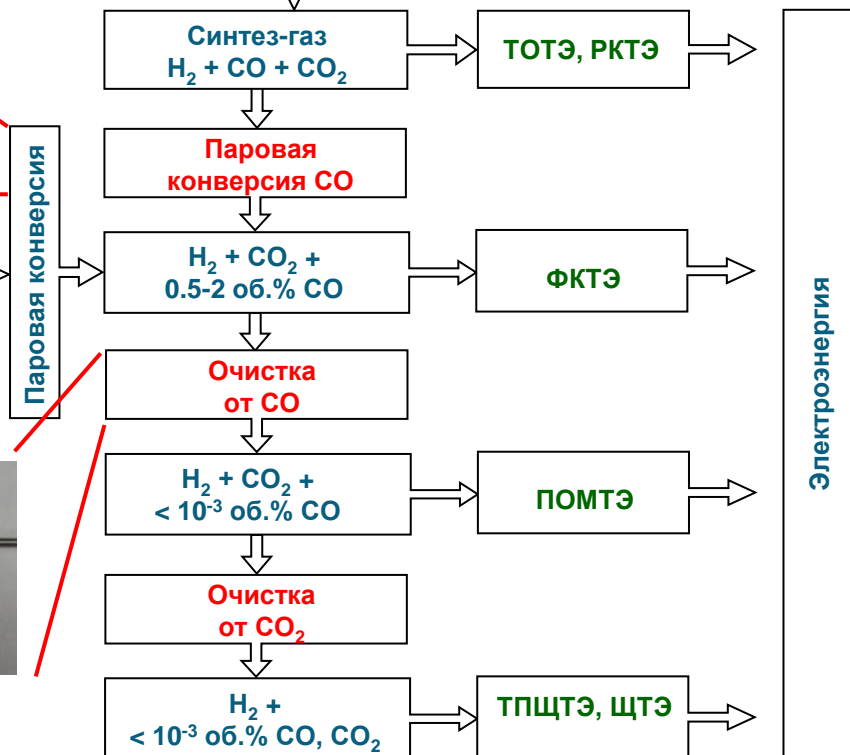 Синтез-газ
H₂ + CO + CO₂
ТОТЭ, РКТЭ
Паровая
конверсия CO
Паровая конверсия
H₂ + CO₂ +
0.5-2 об.% CO
ФКТЭ
Электроэнергия
Очистка
от CO
H₂ + CO₂ +
< 10⁻³ об.% CO
ПОМТЭ
Очистка
от CO₂
H₂ +
< 10⁻³ об.% CO, CO₂
ТПЩТЭ, ЩТЭ